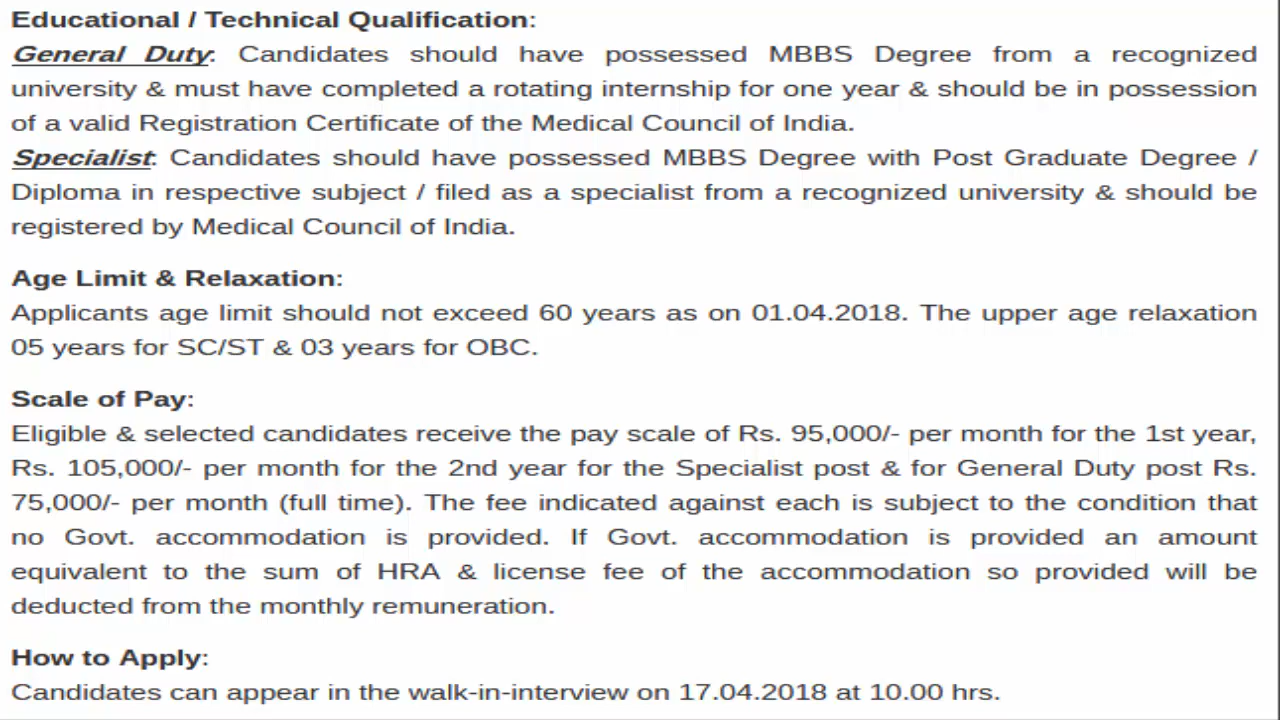 Educational / Technical Qualification:
General Duty: Candidates should have possessed MBBS Degree from a recognized
university & must have completed a rotating internship for one year & should be in possession
of a valid Registration Certificate of the Medical Council of India.
Specialist: Candidates should have possessed MBBS Degree with Post Graduate Degree /
Diploma in respective subject / filed as a specialist from a recognized university & should be
registered by Medical Council of India.
Age Limit & Relaxation:
Applicants age limit should not exceed 60 years as on 01.04.2018. The upper age relaxation
05 years for SC/ST & 03 years for OBC.
Scale of Pay:
Eligible & selected candidates receive the pay scale of Rs. 95,000/- per month for the 1st year,
Rs. 105,000/- per month for the 2nd year for the Specialist post & for General Duty post Rs.
75,000/- per month (full time). The fee indicated against each is subject to the condition that
no Govt. accommodation is provided. If Govt. accommodation is provided an amount
equivalent to the sum of HRA & license fee of the accommodation so provided will be
deducted from the monthly remuneration.
How to Apply:
Candidates can appear in the walk-in-interview on 17.04.2018 at 10.00 hrs.